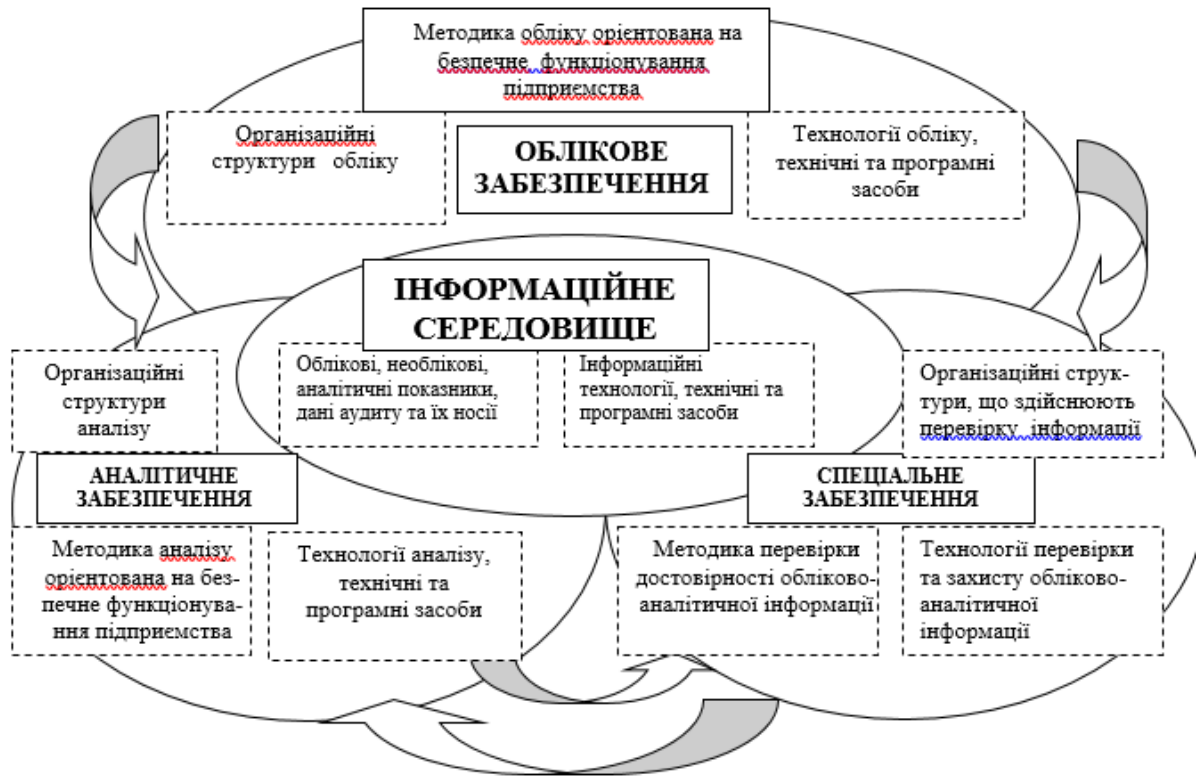 Методика обліку орієнтована на
безпечне функціонування
підприємства
Організаційні
структури обліку
ОБЛІКОВЕ
ЗАБЕЗПЕЧЕННЯ
Технології обліку,
технічні та програмні
засоби
ІНФОРМАЦІЙНЕ
СЕРЕДОВИЩЕ
Облікові, необлікові,
аналітичні показники,
дані аудиту та їх носії
Інформаційні
технології, технічні та
програмні засоби
Організаційні
структури
аналізу
Організаційні струк-
тури, що здійснюють
перевірку інформації
АНАЛІТИЧНЕ
ЗАБЕЗПЕЧЕННЯ
СПЕЦІАЛЬНЕ
ЗАБЕЗПЕЧЕННЯ
Методика аналізу
орієнтована на без-
печне функціонува-
ння підприємства
Технології аналізу,
технічні та
програмні засоби
Методика перевірки
достовірності обліково-
аналітичної інформації
Технології перевірки
та захисту обліково-
аналітичної
інформації